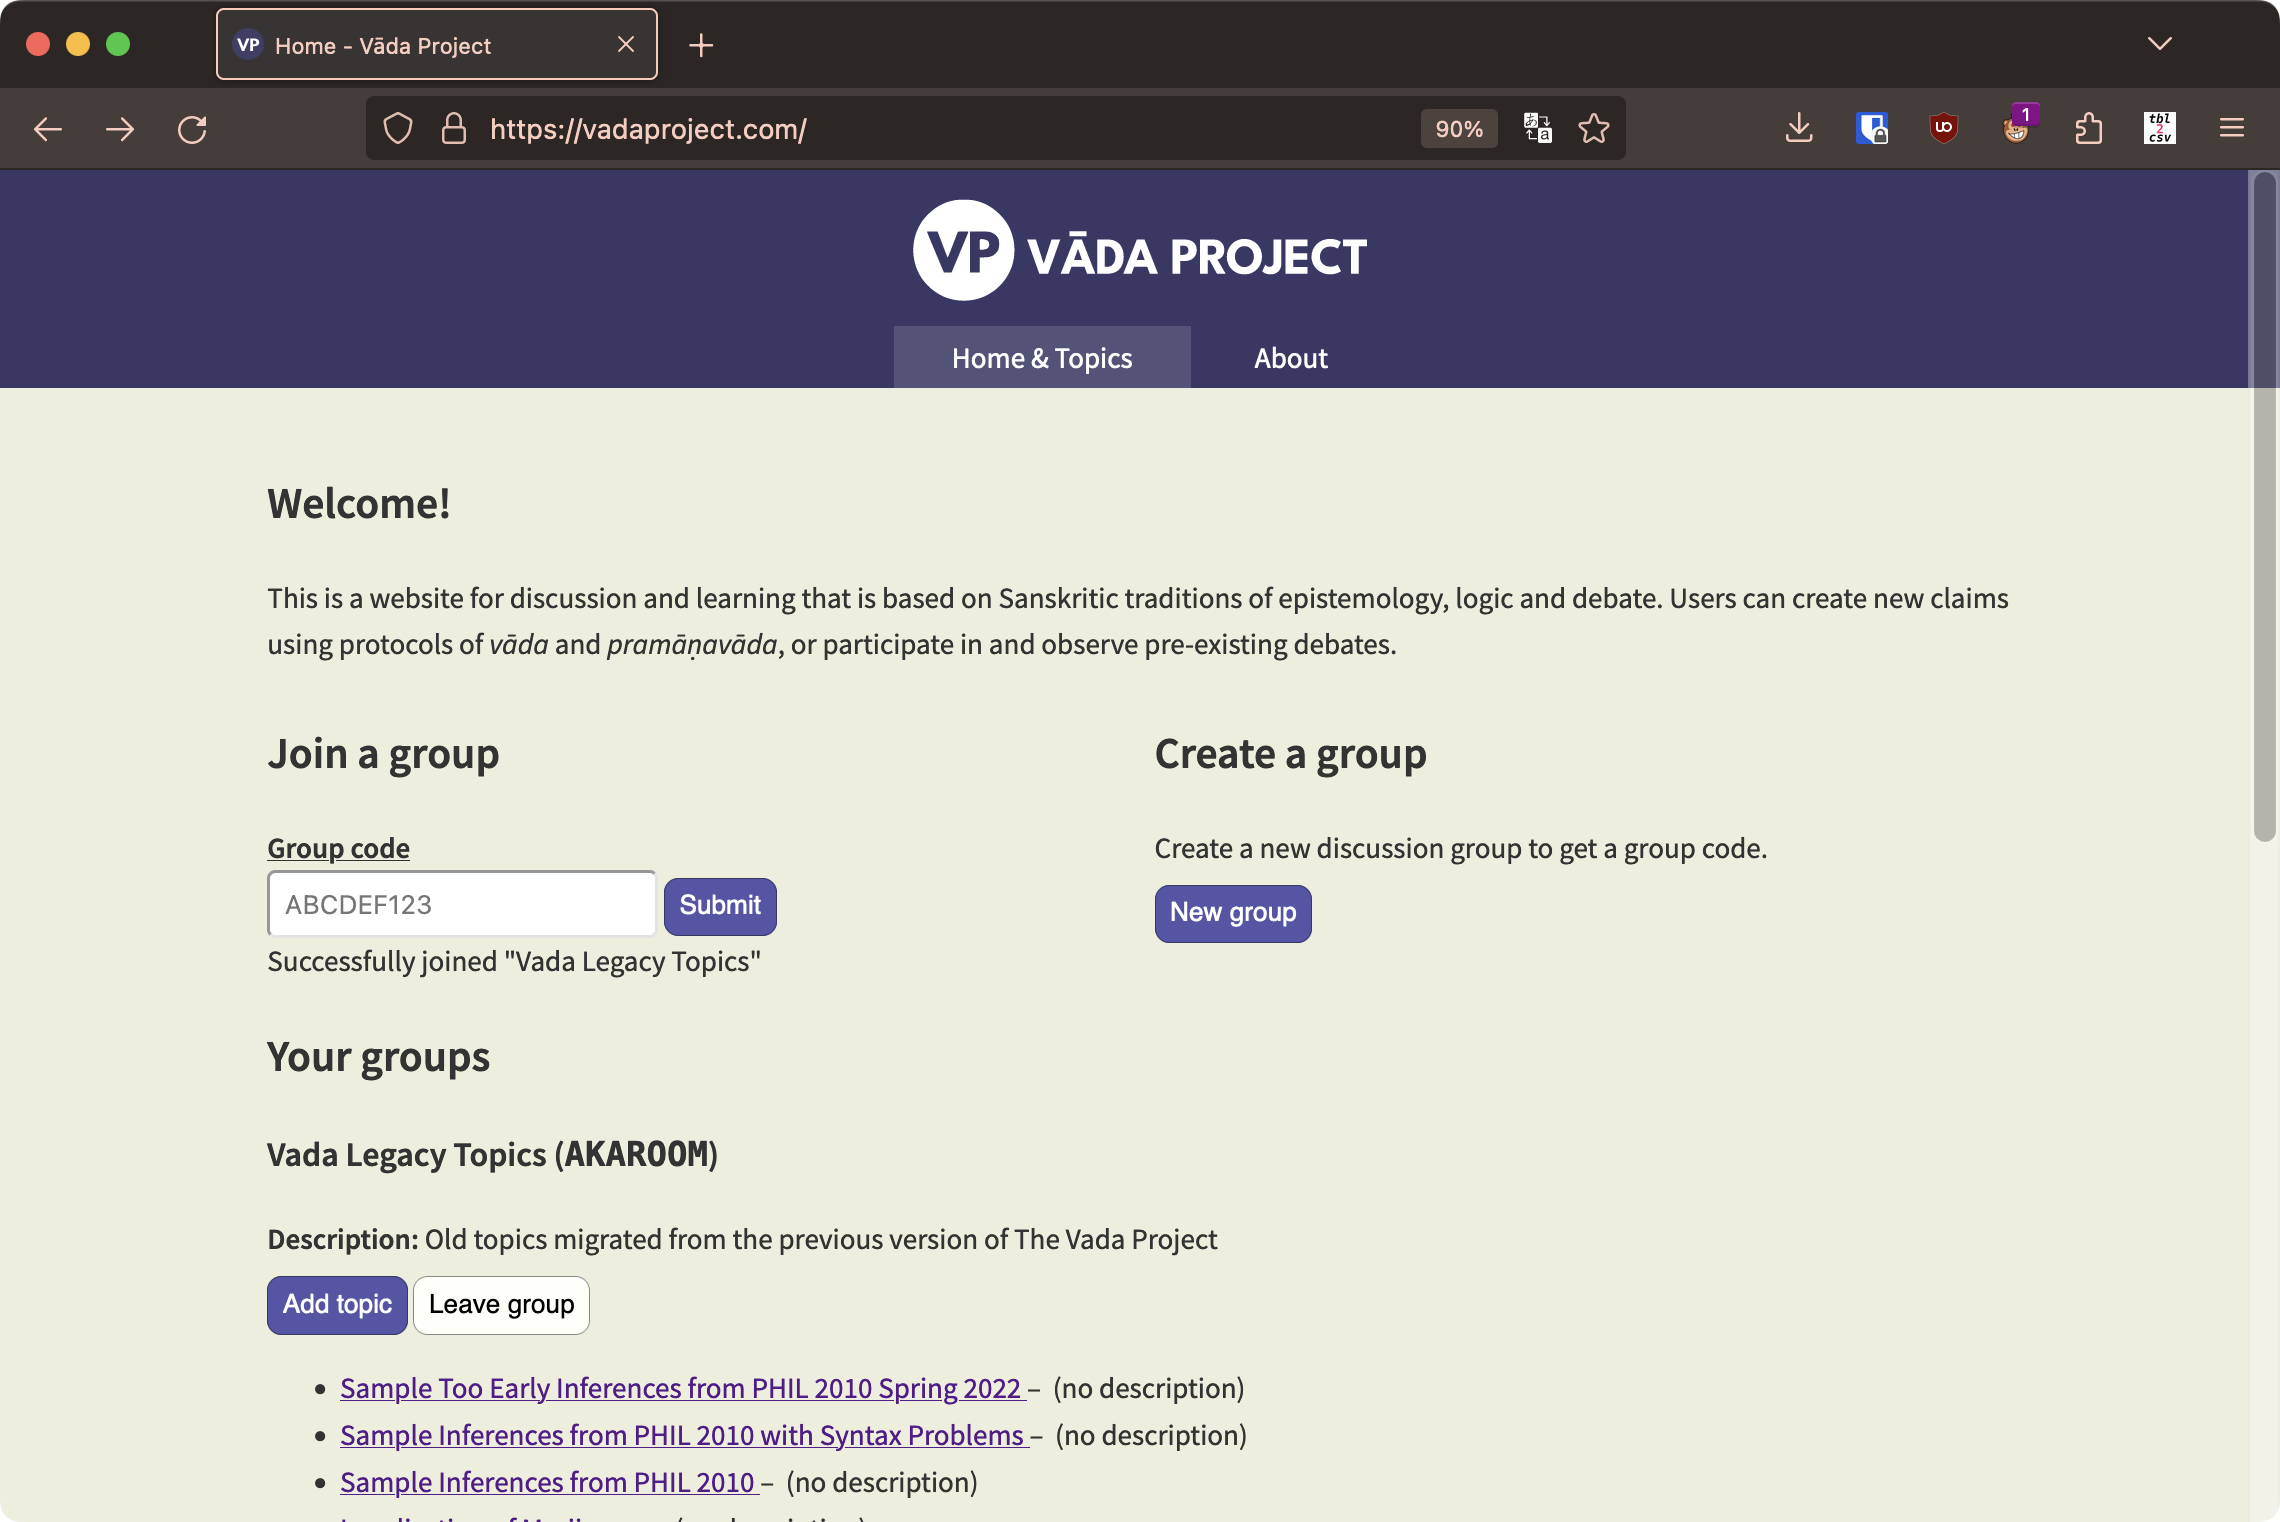 VP Home - Vāda Project
https://vadaproject.com/ 90% あ a uo 1 tbl 2 csv
VP VĀDA PROJECT
Home & Topics About
Welcome!
This is a website for discussion and learning that is based on Sanskritic traditions of epistemology, logic and debate. Users can create new claims
using protocols of vāda and pramāṇavāda, or participate in and observe pre-existing debates.
Join a group
Group code
ABCDEF123 Submit
Successfully joined "Vada Legacy Topics"
Create a group
Create a new discussion group to get a group code.
New group
Your groups
Vada Legacy Topics (AKAROOM)
Description: Old topics migrated from the previous version of The Vada Project
Add topic Leave group
• Sample Too Early Inferences from PHIL 2010 Spring 2022 – (no description)
• Sample Inferences from PHIL 2010 with Syntax Problems – (no description)
• Sample Inferences from PHIL 2010 – (no description)